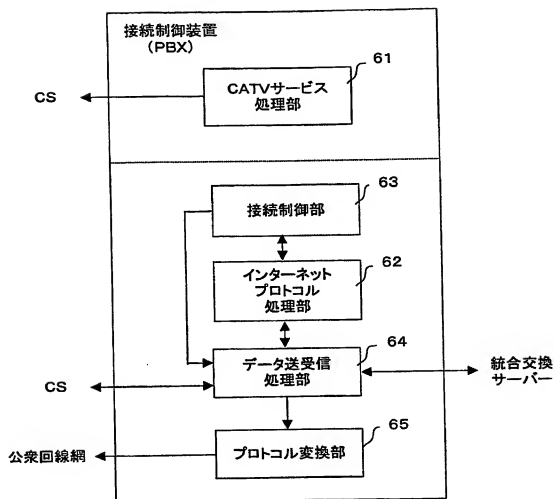 接続制御装置
(PBX)
61
CATVサービス
処理部
CS
63
接続制御部
62
インターネット
プロトコル
処理部
64
データ送受信
処理部
統合交換
サーバー
CS
65
プロトコル変換部
公衆回線網